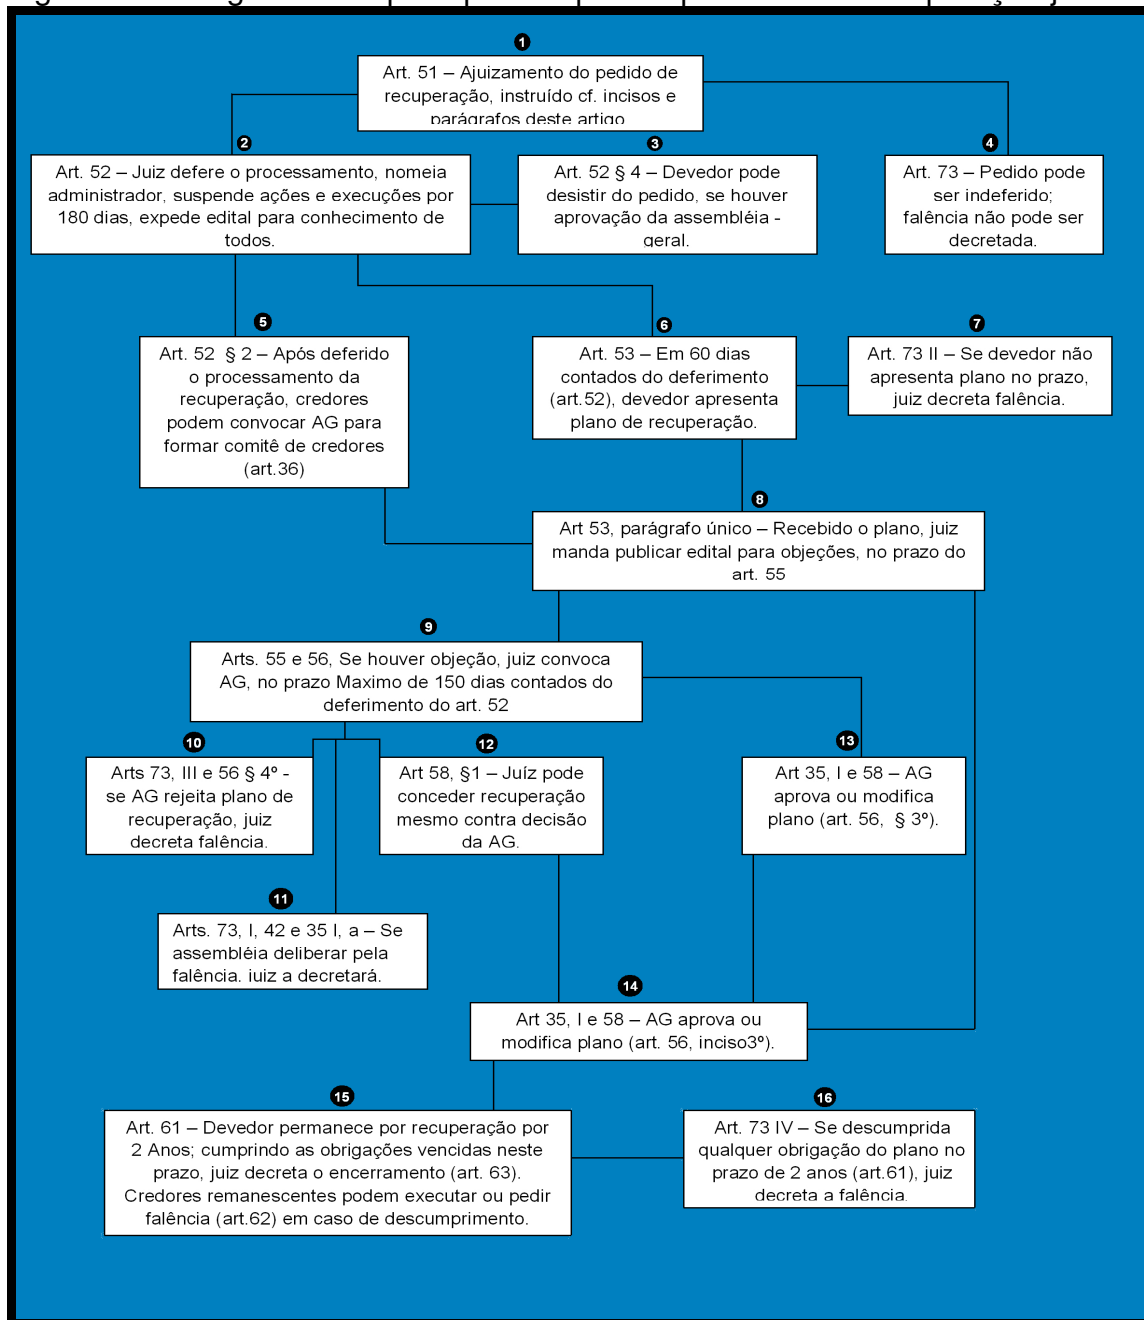 1
Art. 51 – Ajuizamento do pedido de
recuperação, instruído cf. incisos e
parágrafos deste artigo
2
Art. 52 – Juiz defere o processamento, nomeia
administrador, suspende ações e execuções por
180 dias, expede edital para conhecimento de
todos.
3
Art. 52 § 4 – Devedor pode
desistir do pedido, se houver
aprovação da assembléia -
geral.
4
Art. 73 – Pedido pode
ser indeferido;
falência não pode ser
decretada.
5
Art. 52 § 2 – Após deferido
o processamento da
recuperação, credores
podem convocar AG para
formar comitê de credores
(art.36)
6
Art. 53 – Em 60 dias
contados do deferimento
(art.52), devedor apresenta
plano de recuperação.
7
Art. 73 II – Se devedor não
apresenta plano no prazo,
juiz decreta falência.
8
Art 53, parágrafo único – Recebido o plano, juiz
manda publicar edital para objeções, no prazo do
art. 55
9
Arts. 55 e 56, Se houver objeção, juiz convoca
AG, no prazo Maximo de 150 dias contados do
deferimento do art. 52
10
Arts 73, III e 56 § 4º -
se AG rejeita plano de
recuperação, juiz
decreta falência.
12
Art 58, §1 – Juíz pode
conceder recuperação
mesmo contra decisão
da AG.
13
Art 35, I e 58 – AG
aprova ou modifica
plano (art. 56, § 3º).
11
Arts. 73, I, 42 e 35 I, a – Se
assembléia deliberar pela
falência, juiz a decretará.
14
Art 35, I e 58 – AG aprova ou
modifica plano (art. 56, inciso3º).
15
Art. 61 – Devedor permanece por recuperação por
2 Anos; cumprindo as obrigações vencidas neste
prazo, juiz decreta o encerramento (art. 63).
Credores remanescentes podem executar ou pedir
falência (art.62) em caso de descumprimento.
16
Art. 73 IV – Se descumprida
qualquer obrigação do plano no
prazo de 2 anos (art.61), juiz
decreta a falência.